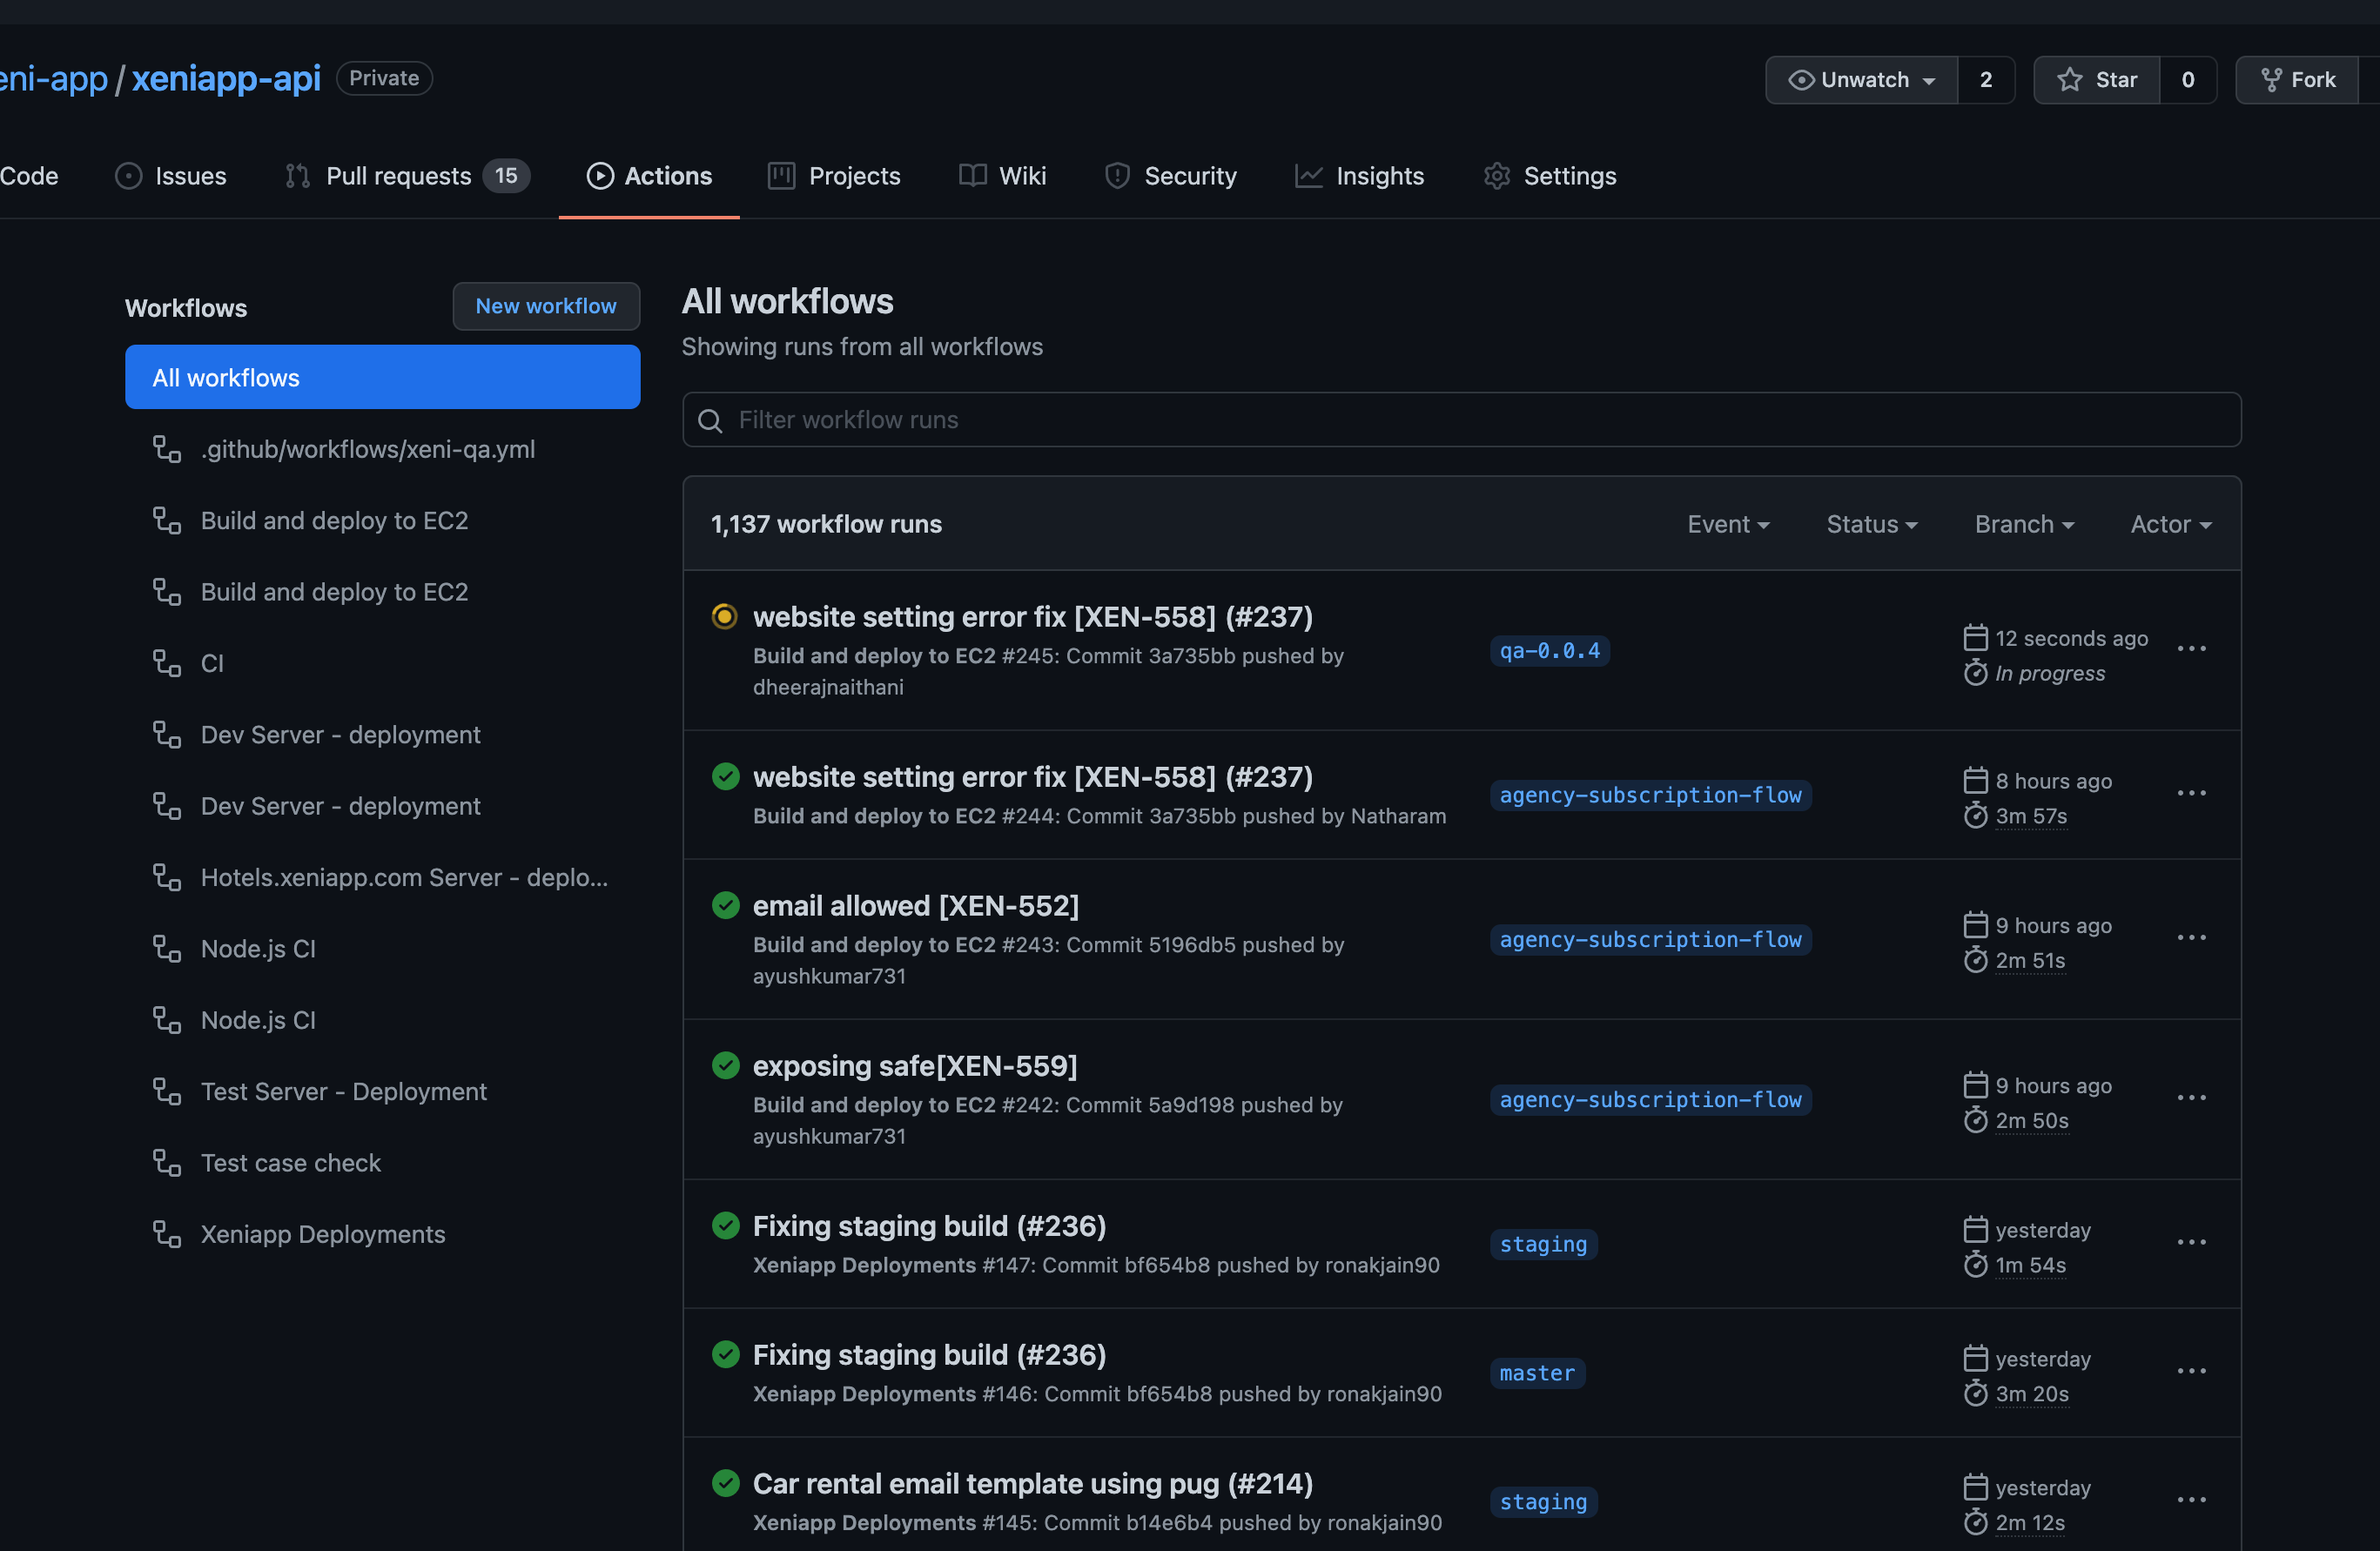 eni-app / xeniapp-api Private
Unwatch 2 Star 0 Fork
Code Issues Pull requests 15 Actions Projects Wiki Security Insights Settings
Workflows
New workflow
All workflows
.github/workflows/xeni-qa.yml
Build and deploy to EC2
Build and deploy to EC2
CI
Dev Server - deployment
Dev Server - deployment
Hotels.xeniapp.com Server - deplo...
Node.js CI
Node.js CI
Test Server - Deployment
Test case check
Xeniapp Deployments
All workflows
Showing runs from all workflows
Filter workflow runs
1,137 workflow runs
Event Status Branch Actor
website setting error fix [XEN-558] (#237)
Build and deploy to EC2 #245: Commit 3a735bb pushed by
dheerajnaithani
qa-0.0.4
12 seconds ago
In progress
website setting error fix [XEN-558] (#237)
Build and deploy to EC2 #244: Commit 3a735bb pushed by Natharam
agency-subscription-flow
8 hours ago
3m 57s
email allowed [XEN-552]
Build and deploy to EC2 #243: Commit 5196db5 pushed by
ayushkumar731
agency-subscription-flow
9 hours ago
2m 51s
exposing safe[XEN-559]
Build and deploy to EC2 #242: Commit 5a9d198 pushed by
ayushkumar731
agency-subscription-flow
9 hours ago
2m 50s
Fixing staging build (#236)
Xeniapp Deployments #147: Commit bf654b8 pushed by ronakjain90
staging
yesterday
1m 54s
Fixing staging build (#236)
Xeniapp Deployments #146: Commit bf654b8 pushed by ronakjain90
master
yesterday
3m 20s
Car rental email template using pug (#214)
Xeniapp Deployments #145: Commit b14e6b4 pushed by ronakjain90
staging
yesterday
2m 12s